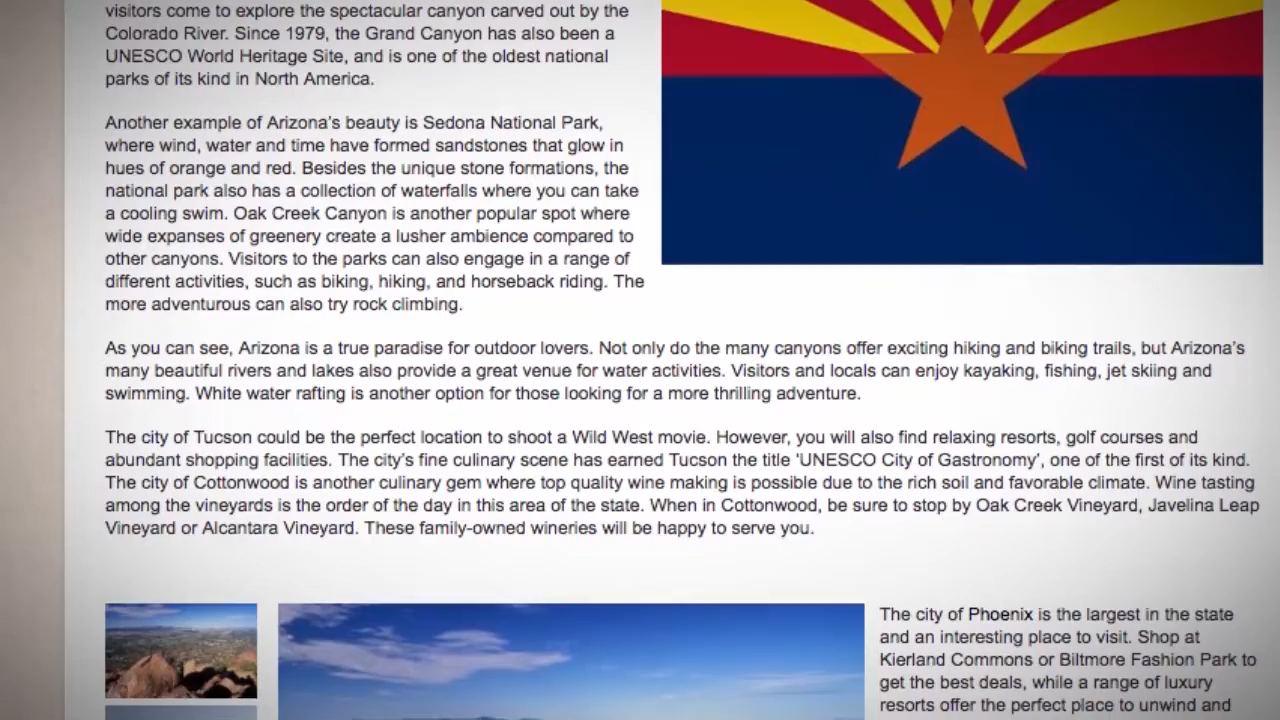 visitors come to explore the spectacular canyon carved out by the
Colorado River. Since 1979, the Grand Canyon has also been a
UNESCO World Heritage Site, and is one of the oldest national
parks of its kind in North America.
Another example of Arizona’s beauty is Sedona National Park,
where wind, water and time have formed sandstones that glow in
hues of orange and red. Besides the unique stone formations, the
national park also has a collection of waterfalls where you can take
a cooling swim. Oak Creek Canyon is another popular spot where
wide expanses of greenery create a lusher ambience compared to
other canyons. Visitors to the parks can also engage in a range of
different activities, such as biking, hiking, and horseback riding. The
more adventurous can also try rock climbing.
As you can see, Arizona is a true paradise for outdoor lovers. Not only do the many canyons offer exciting hiking and biking trails, but Arizona’s
many beautiful rivers and lakes also provide a great venue for water activities. Visitors and locals can enjoy kayaking, fishing, jet skiing and
swimming. White water rafting is another option for those looking for a more thrilling adventure.
The city of Tucson could be the perfect location to shoot a Wild West movie. However, you will also find relaxing resorts, golf courses and
abundant shopping facilities. The city’s fine culinary scene has earned Tucson the title ‘UNESCO City of Gastronomy’, one of the first of its kind.
The city of Cottonwood is another culinary gem where top quality wine making is possible due to the rich soil and favorable climate. Wine tasting
among the vineyards is the order of the day in this area of the state. When in Cottonwood, be sure to stop by Oak Creek Vineyard, Javelina Leap
Vineyard or Alcantara Vineyard. These family-owned wineries will be happy to serve you.
The city of Phoenix is the largest in the state
and an interesting place to visit. Shop at
Kierland Commons or Biltmore Fashion Park to
get the best deals, while a range of luxury
resorts offer the perfect place to unwind and